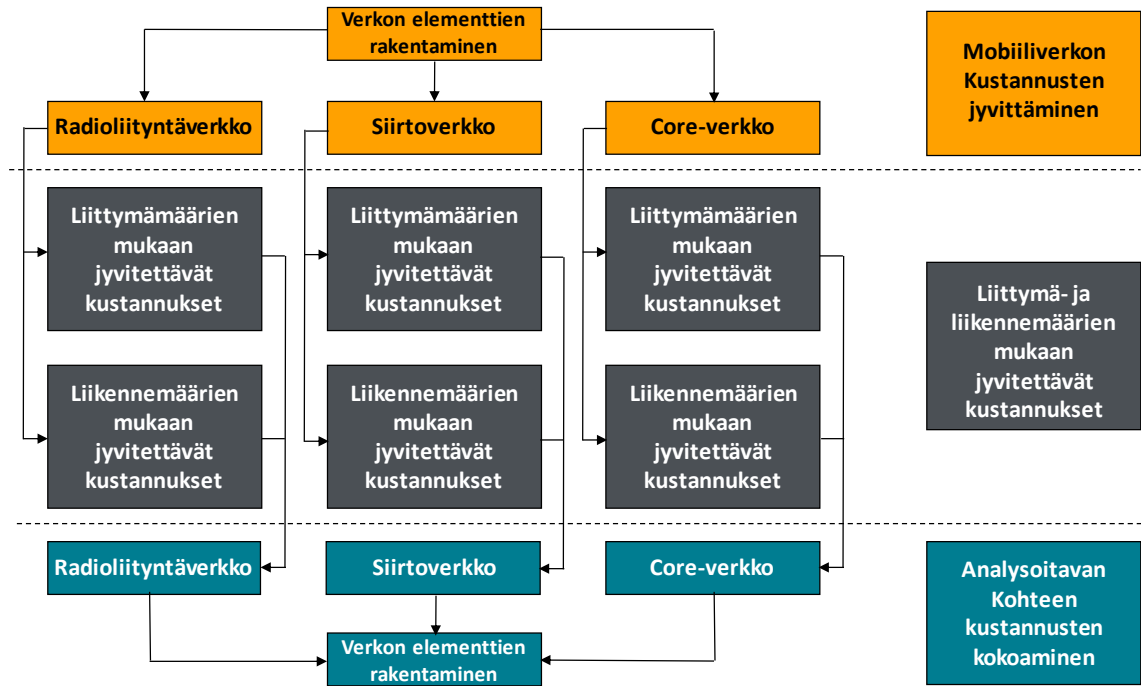 Verkon elementtien
rakentaminen
Mobiiliverkon
Kustannusten
jyvittäminen
Radioliityntäverkko
Siirtoverkko
Core-verkko
Liittymämäärien
mukaan
jyvitettävät
kustannukset
Liittymämäärien
mukaan
jyvitettävät
kustannukset
Liittymämäärien
mukaan
jyvitettävät
kustannukset
Liittymä- ja
liikennemäärien
mukaan
jyvitettävät
kustannukset
Liikennemäärien
mukaan
jyvitettävät
kustannukset
Liikennemäärien
mukaan
jyvitettävät
kustannukset
Liikennemäärien
mukaan
jyvitettävät
kustannukset
Radioliityntäverkko
Siirtoverkko
Core-verkko
Analysoitavan
Kohteen
kustannusten
kokoaminen
Verkon elementtien
rakentaminen